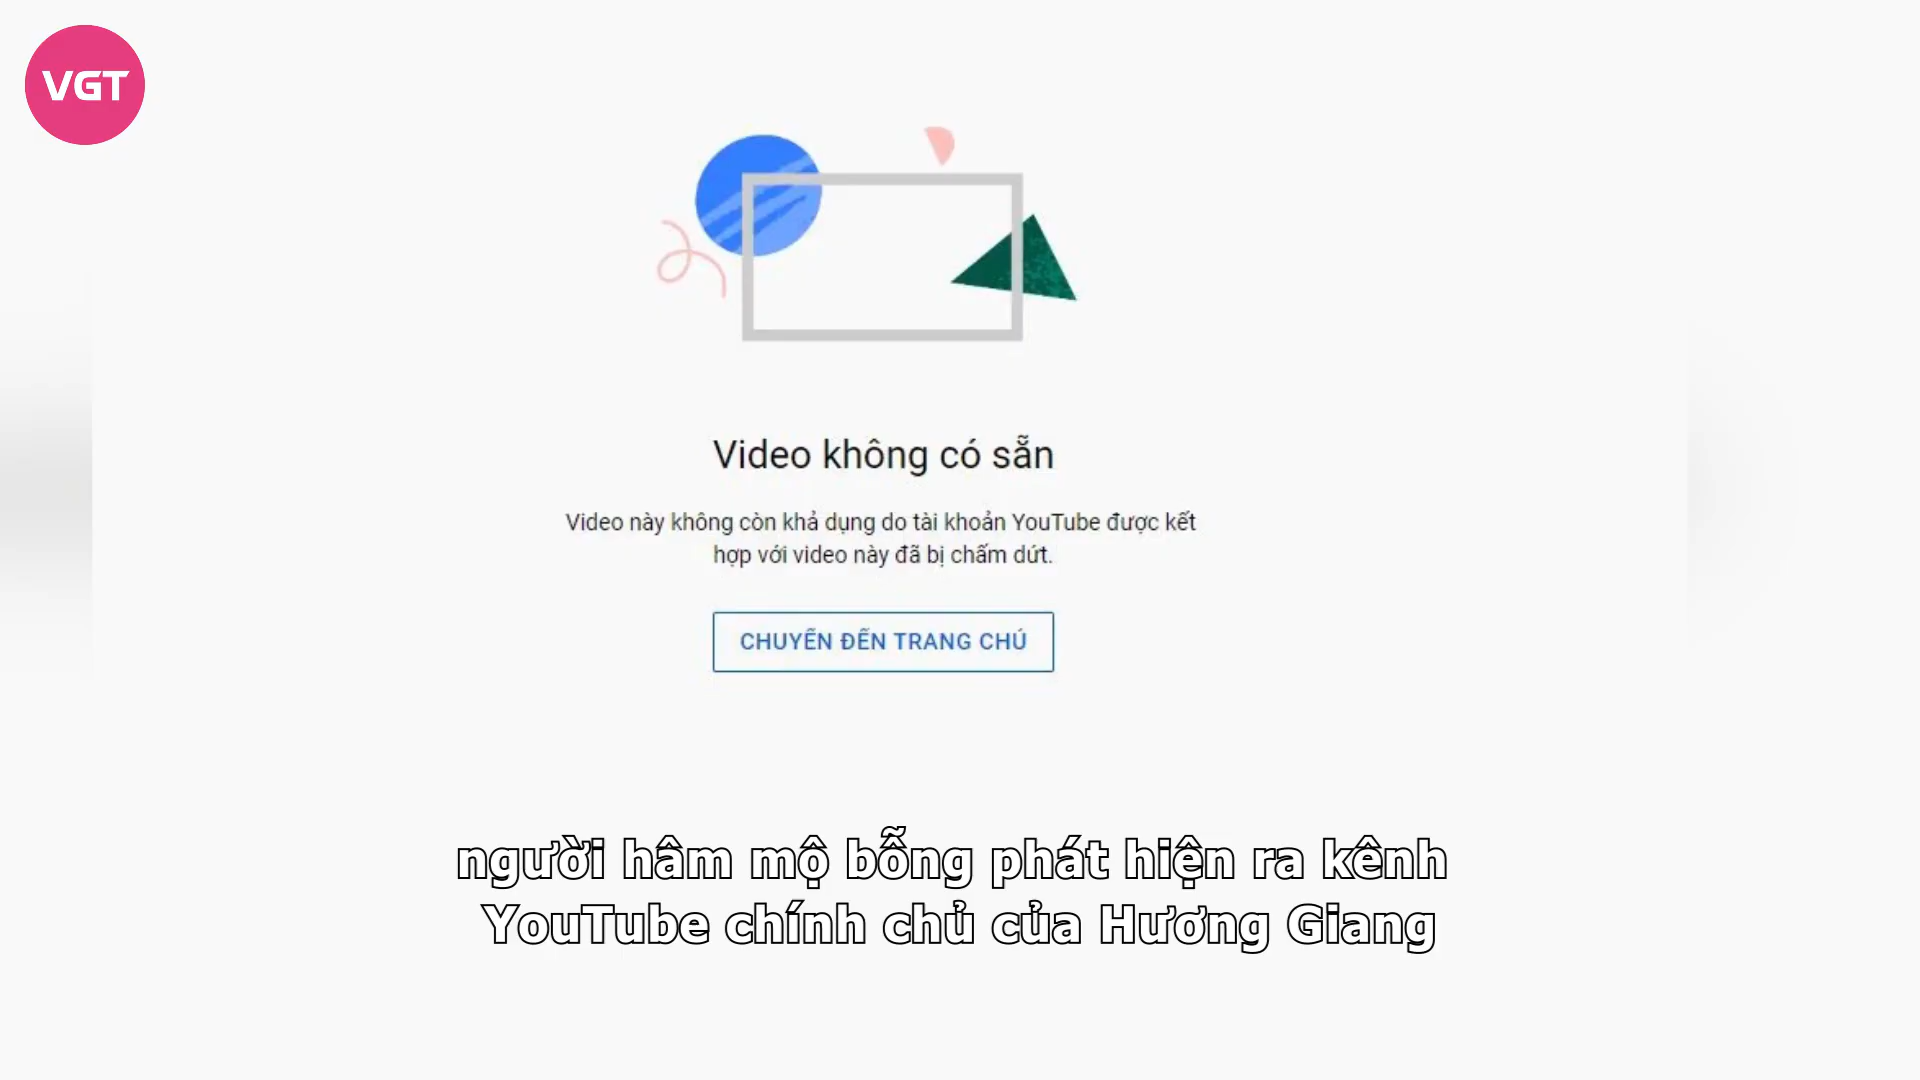 VGT
Video không có sẵn
Video này không còn khả dụng do tài khoản YouTube được kết
hợp với video này đã bị chấm dứt.
CHUYỂN ĐẾN TRANG CHỦ
người hâm mộ bỗng phát hiện ra kênh
YouTube chính chủ của Hương Giang